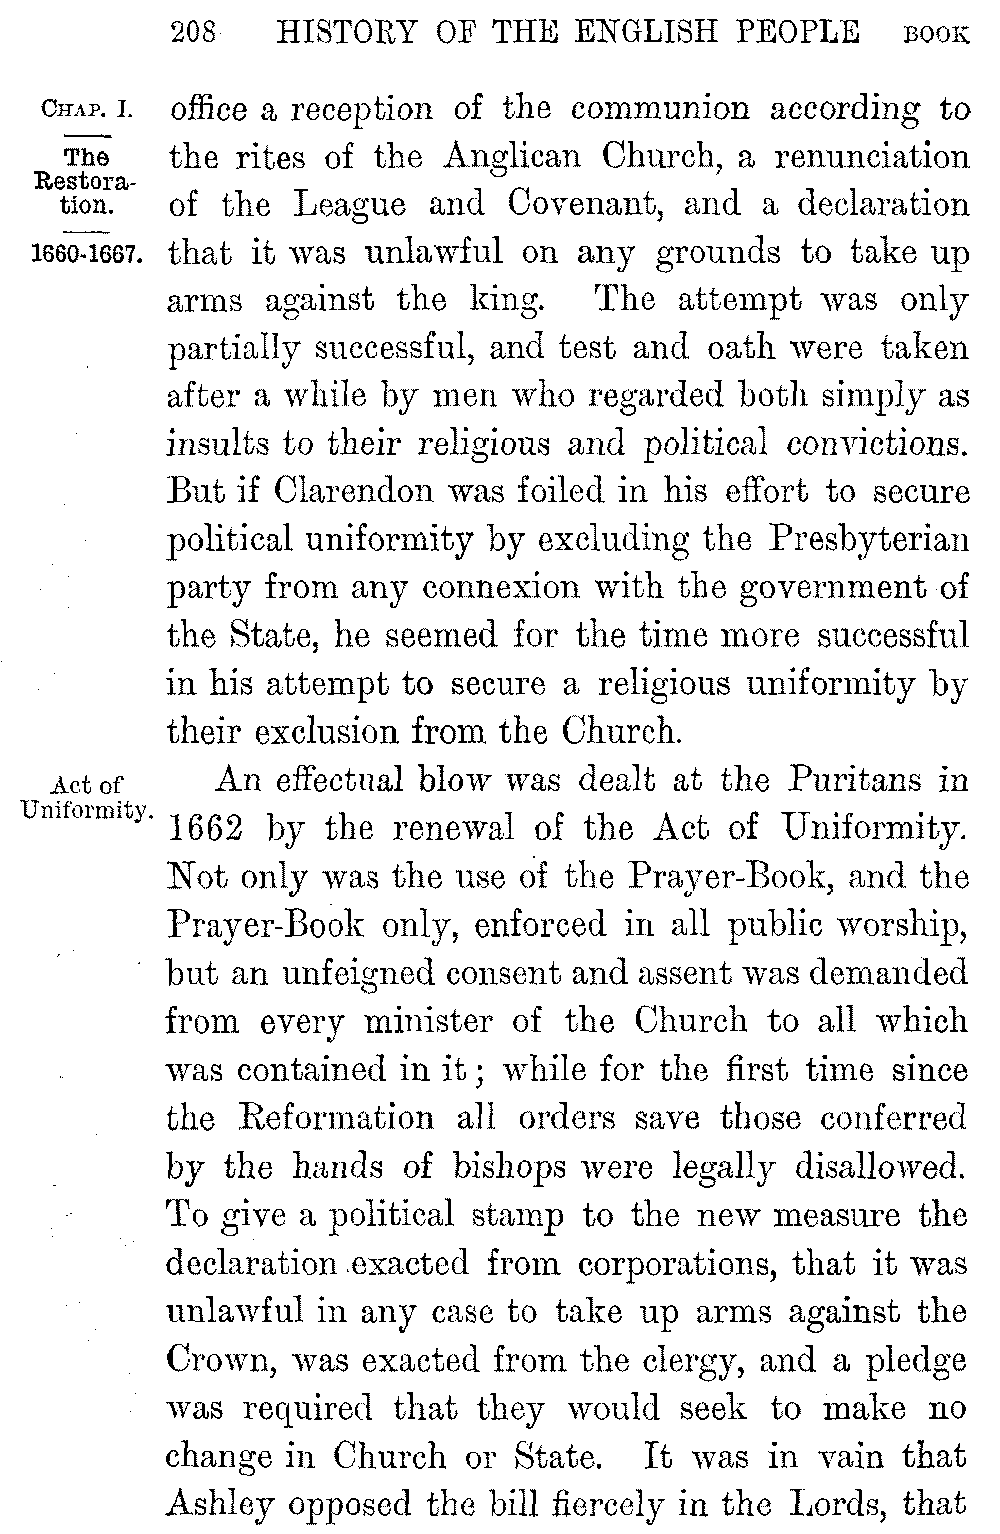 208 HISTORY OF THE ENGLISH PEOPLE BOOK
CHAP. I.
The
Restora-
tion.
1660-1667.
office a reception of the communion according to
the rites of the Anglican Church, a renunciation
of the League and Covenant, and a declaration
that it was unlawful on any grounds to take up
arms against the king. The attempt was only
partially successful, and test and oath were taken
after a while by men who regarded both simply as
insults to their religious and political convictions.
But if Clarendon was foiled in his effort to secure
political uniformity by excluding the Presbyterian
party from any connexion with the government of
the State, he seemed for the time more successful
in his attempt to secure a religious uniformity by
their exclusion from the Church.
Act of
Uniformity.
An effectual blow was dealt at the Puritans in
1662 by the renewal of the Act of Uniformity.
Not only was the use of the Prayer-Book, and the
Prayer-Book only, enforced in all public worship,
but an unfeigned consent and assent was demanded
from every minister of the Church to all which
was contained in it; while for the first time since
the Reformation all orders save those conferred
by the hands of bishops were legally disallowed.
To give a political stamp to the new measure the
declaration exacted from corporations, that it was
unlawful in any case to take up arms against the
Crown, was exacted from the clergy, and a pledge
was required that they would seek to make no
change in Church or State. It was in vain that
Ashley opposed the bill fiercely in the Lords, that